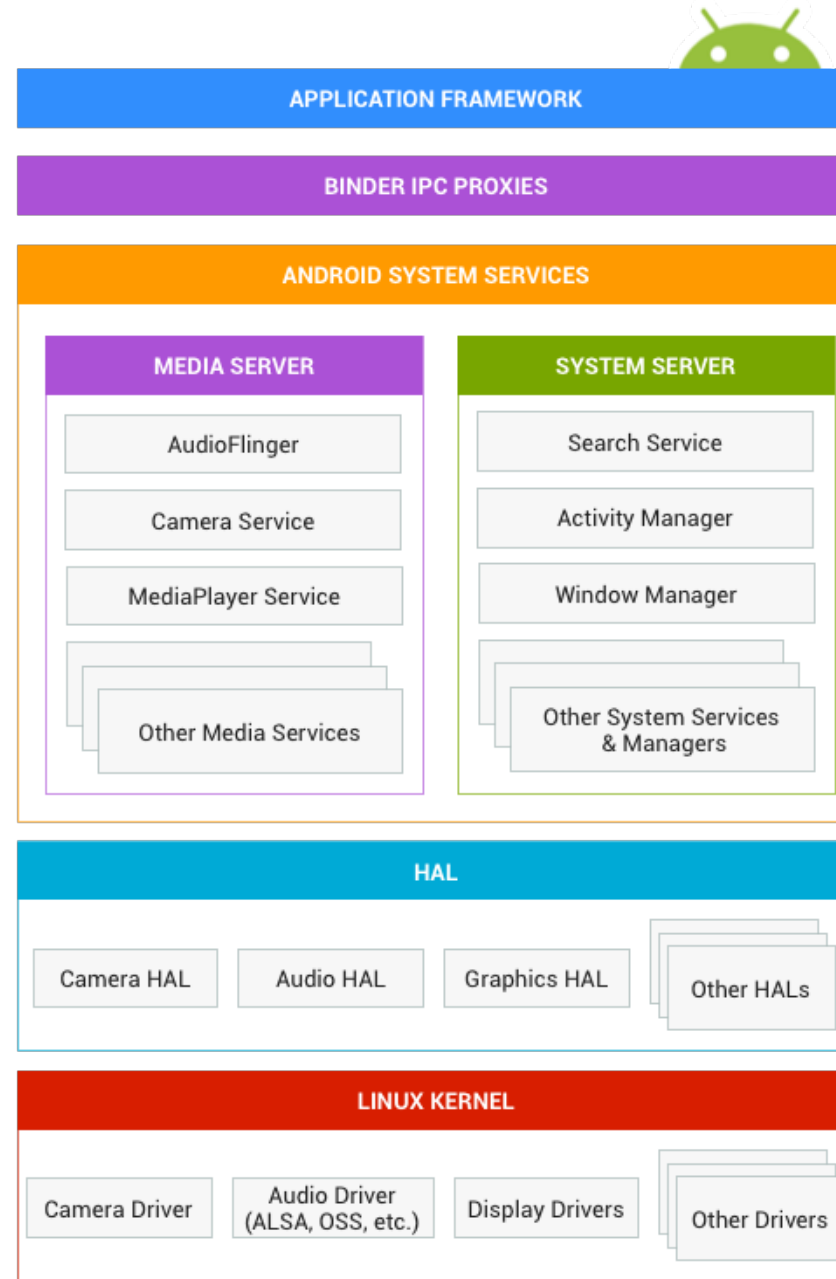 APPLICATION FRAMEWORK
BINDER IPC PROXIES
ANDROID SYSTEM SERVICES
MEDIA SERVER
AudioFlinger
Camera Service
MediaPlayer Service
Other Media Services
SYSTEM SERVER
Search Service
Activity Manager
Window Manager
Other System Services
& Managers
HAL
Camera HAL
Audio HAL
Graphics HAL
Other HALs
LINUX KERNEL
Camera Driver
Audio Driver
(ALSA, OSS, etc.)
Display Drivers
Other Drivers